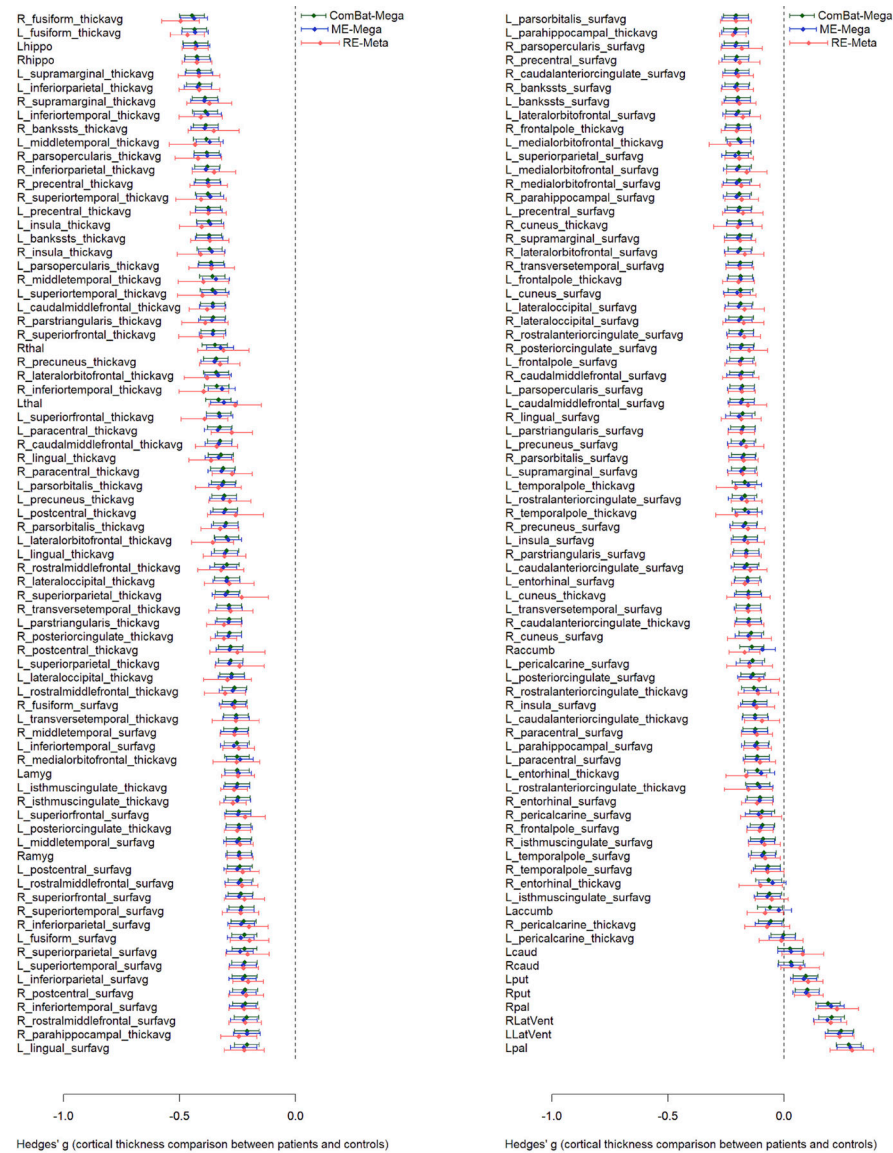 R_fusiform_thickavg
L_fusiform_thickavg
Lhippo
Rhippo
L_supramarginal_thickavg
L_inferiorparietal_thickavg
R_supramarginal_thickavg
L_inferiortemporal_thickavg
R_bankssts_thickavg
L_middletemporal_thickavg
R_parsopercularis_thickavg
R_inferiorparietal_thickavg
R_precentral_thickavg
R_superiortemporal_thickavg
L_precentral_thickavg
L_insula_thickavg
L_bankssts_thickavg
R_insula_thickavg
L_parsopercularis_thickavg
R_middletemporal_thickavg
L_superiortemporal_thickavg
L_caudalmiddlefrontal_thickavg
R_parstriangularis_thickavg
R_superiorfrontal_thickavg
Rthal
R_precuneus_thickavg
R_lateralorbitofrontal_thickavg
R_inferiortemporal_thickavg
Lthal
L_superiorfrontal_thickavg
L_paracentral_thickavg
R_caudalmiddlefrontal_thickavg
R_lingual_thickavg
R_paracentral_thickavg
L_parsorbitalis_thickavg
L_precuneus_thickavg
L_postcentral_thickavg
R_parsorbitalis_thickavg
L_lateralorbitofrontal_thickavg
L_lingual_thickavg
R_rostralmiddlefrontal_thickavg
R_lateraloccipital_thickavg
R_superiorparietal_thickavg
R_transversetemporal_thickavg
L_parstriangularis_thickavg
R_posteriorcingulate_thickavg
R_postcentral_thickavg
L_superiorparietal_thickavg
L_lateraloccipital_thickavg
L_rostralmiddlefrontal_thickavg
R_fusiform_surfavg
L_transversetemporal_thickavg
R_middletemporal_surfavg
L_inferiortemporal_surfavg
R_medialorbitofrontal_thickavg
Lamyg
L_isthmuscingulate_thickavg
R_isthmuscingulate_thickavg
L_superiorfrontal_surfavg
L_posteriorcingulate_thickavg
L_middletemporal_surfavg
Ramyg
L_postcentral_surfavg
L_rostralmiddlefrontal_surfavg
R_superiorfrontal_surfavg
R_superiortemporal_surfavg
R_inferiorparietal_surfavg
L_fusiform_surfavg
R_superiorparietal_surfavg
L_superiortemporal_surfavg
L_inferiorparietal_surfavg
R_postcentral_surfavg
R_inferiortemporal_surfavg
R_rostralmiddlefrontal_surfavg
R_parahippocampal_thickavg
L_lingual_surfavg
ComBat-Mega
ME-Mega
RE-Meta
-1.0 -0.5 0.0
Hedges' g (cortical thickness comparison between patients and controls)
L_parsorbitalis_surfavg
L_parahippocampal_thickavg
R_parsopercularis_surfavg
R_precentral_surfavg
R_caudalanteriorcingulate_surfavg
R_bankssts_surfavg
L_bankssts_surfavg
L_lateralorbitofrontal_surfavg
R_frontalpole_thickavg
L_medialorbitofrontal_thickavg
L_superiorparietal_surfavg
L_medialorbitofrontal_surfavg
R_medialorbitofrontal_surfavg
R_parahippocampal_surfavg
L_precentral_surfavg
R_cuneus_thickavg
R_supramarginal_surfavg
R_lateralorbitofrontal_surfavg
R_transversetemporal_surfavg
L_frontalpole_thickavg
L_cuneus_surfavg
L_lateraloccipital_surfavg
R_lateraloccipital_surfavg
R_rostralanteriorcingulate_surfavg
R_posteriorcingulate_surfavg
L_frontalpole_surfavg
R_caudalmiddlefrontal_surfavg
L_parsopercularis_surfavg
L_caudalmiddlefrontal_surfavg
R_lingual_surfavg
L_parstriangularis_surfavg
L_precuneus_surfavg
R_parsorbitalis_surfavg
L_supramarginal_surfavg
L_temporalpole_thickavg
L_rostralanteriorcingulate_surfavg
R_temporalpole_thickavg
R_precuneus_surfavg
L_insula_surfavg
R_parstriangularis_surfavg
L_caudalanteriorcingulate_surfavg
L_entorhinal_surfavg
L_cuneus_thickavg
L_transversetemporal_surfavg
R_caudalanteriorcingulate_thickavg
R_cuneus_surfavg
Raccumb
L_pericalcarine_surfavg
L_posteriorcingulate_surfavg
R_rostralanteriorcingulate_thickavg
R_insula_surfavg
L_caudalanteriorcingulate_thickavg
R_paracentral_surfavg
L_parahippocampal_surfavg
L_paracentral_surfavg
L_entorhinal_thickavg
L_rostralanteriorcingulate_thickavg
R_entorhinal_surfavg
R_pericalcarine_surfavg
R_frontalpole_surfavg
R_isthmuscingulate_surfavg
L_temporalpole_surfavg
R_temporalpole_surfavg
R_entorhinal_thickavg
L_isthmuscingulate_surfavg
Laccumb
R_pericalcarine_thickavg
L_pericalcarine_thickavg
Lcaud
Rcaud
Lput
Rput
Rpal
RLatVent
LLatVent
Lpal
ComBat-Mega
ME-Mega
RE-Meta
-1.0 -0.5 0.0
Hedges' g (cortical thickness comparison between patients and controls)